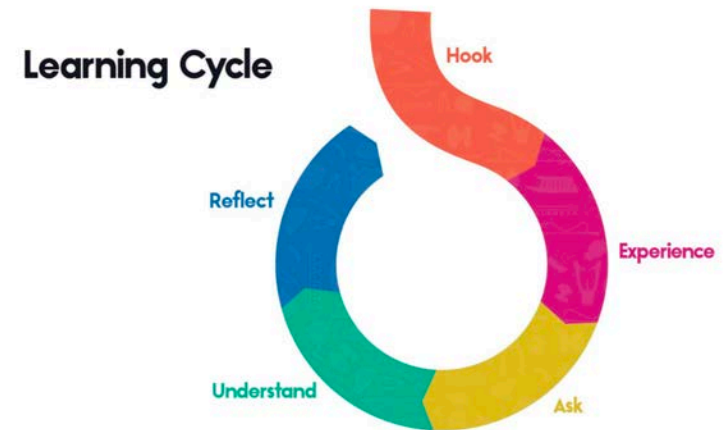 Learning Cycle
Hook
Experience
Ask
Understand
Reflect